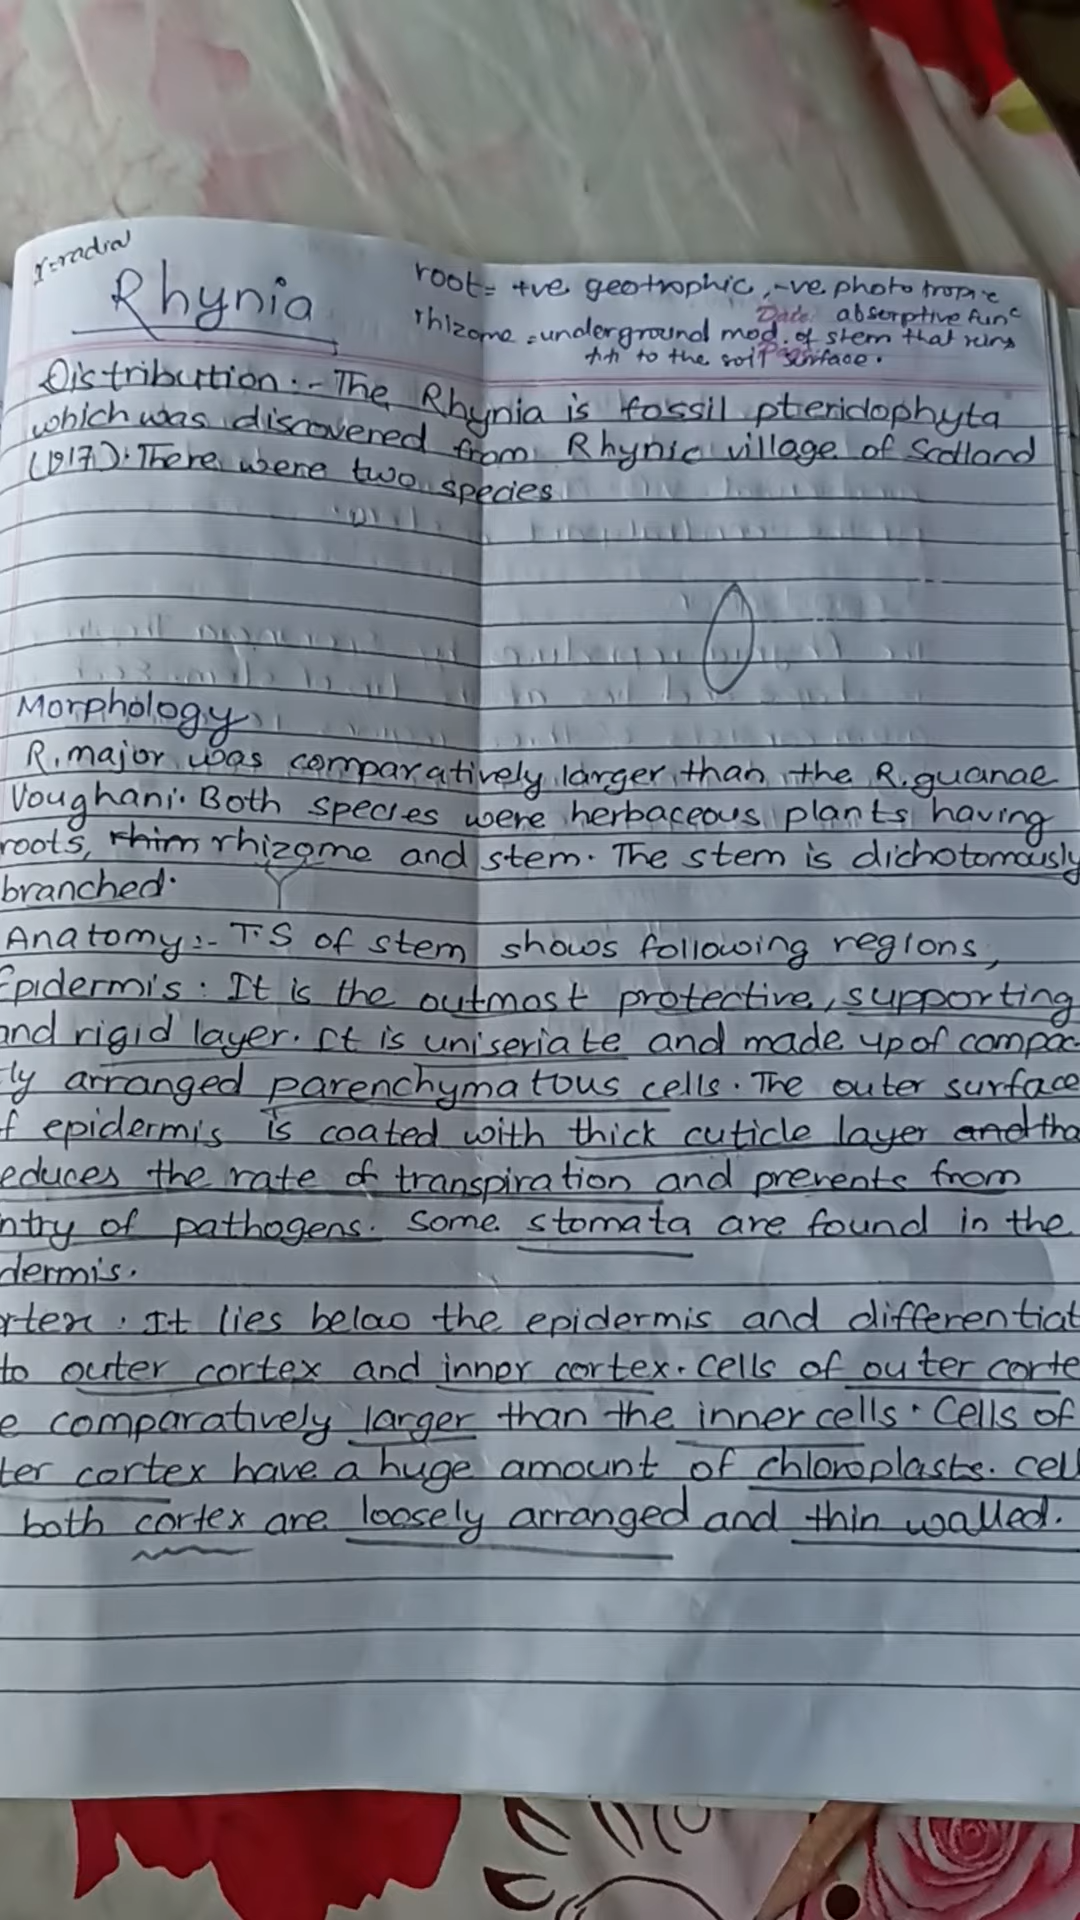 r=radial
Rhynia
root= +ve geotrophic, -ve phototropic
Date absorptive func
rhizome =underground mod. of stem that runs
to the soil surface.
Distribution:- The Rhynia is fossil pteridophyta
which was discovered from Rhynie village of Scotland
(1917). There were two species
Morphology
R. major was comparatively larger than the R. guanae
Voughani. Both species were herbaceous plants having
roots, rhim rhizome and stem. The stem is dichotomously
branched.
Anatomy:- T.S of stem shows following regions,
Epidermis: It is the outmost protective, supporting
and rigid layer. It is uniseriate and made up of compac-
tly arranged parenchymatous cells. The outer surface
f epidermis is coated with thick cuticle layer and tha
educes the rate of transpiration and prevents from
ntry of pathogens. Some stomata are found in the
dermis.
rtex. It lies below the epidermis and differentiat
to outer cortex and inner cortex. Cells of outer corte
e comparatively larger than the inner cells. Cells of
ter cortex have a huge amount of chloroplasts. cell
both cortex are loosely arranged and thin walled.